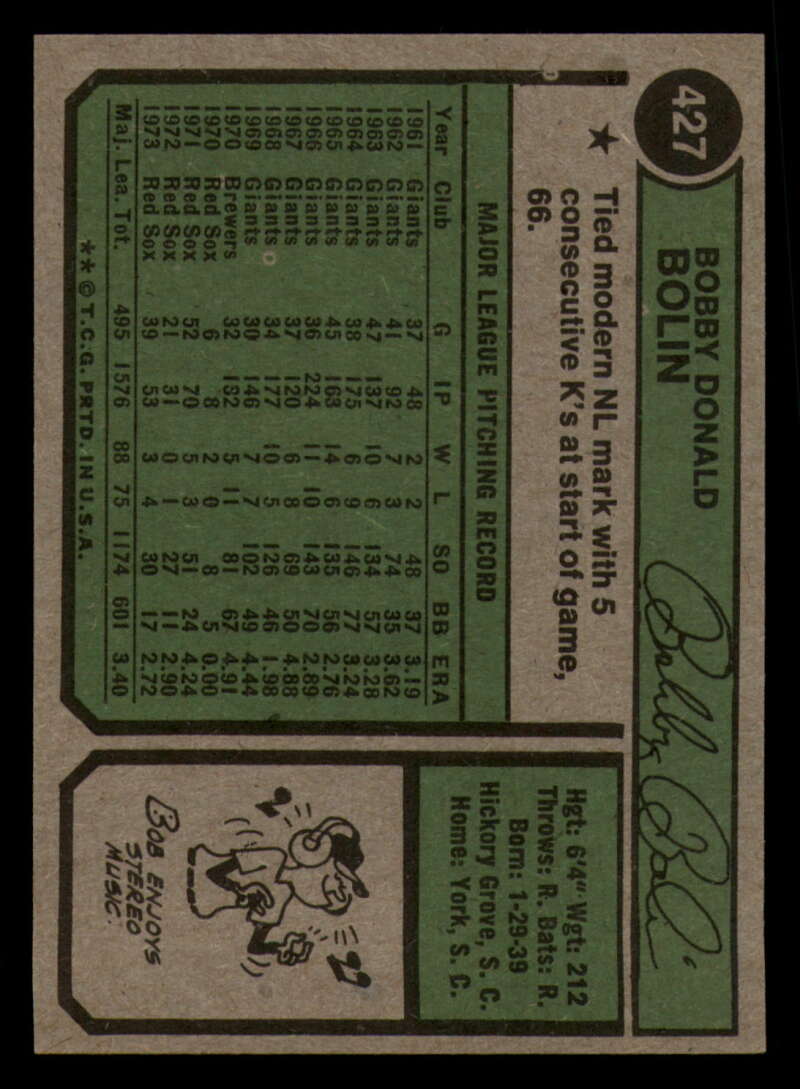 427
BOBBY DONALD
BOLIN
Bobby Bolin
★ Tied modern NL mark with 5
consecutive K's at start of game,
66.
MAJOR LEAGUE PITCHING RECORD
Year Club G IP W L SO BB ERA
1961 Giants 37 48 2 2 48 37 3.19
1962 Giants 41 92 7 3 74 35 3.62
1963 Giants 47 137 10 6 134 57 3.28
1964 Giants 38 175 6 9 146 77 3.24
1965 Giants 45 163 14 6 135 56 2.76
1966 Giants 36 224 11 10 143 70 2.89
1967 Giants 37 120 6 8 69 50 4.88
1968 Giants 34 177 10 5 126 46 1.98
1969 Giants 30 146 7 7 102 49 4.44
1970 Brewers 32 132 5 11 81 67 4.91
1970 Red Sox 6 8 2 0 8 5 0.00
1971 Red Sox 52 70 5 3 51 24 4.24
1972 Red Sox 21 31 0 1 27 11 2.90
1973 Red Sox 39 53 3 4 30 17 2.72
Maj. Lea. Tot. 495 1576 88 75 1174 601 3.40
**©T.C.G. PRTD. IN U.S.A.
Hgt: 6'4" Wgt: 212
Throws: R. Bats: R.
Born: 1-29-39
Hickory Grove, S. C.
Home: York, S. C.
BOB ENJOYS
STEREO
MUSIC.